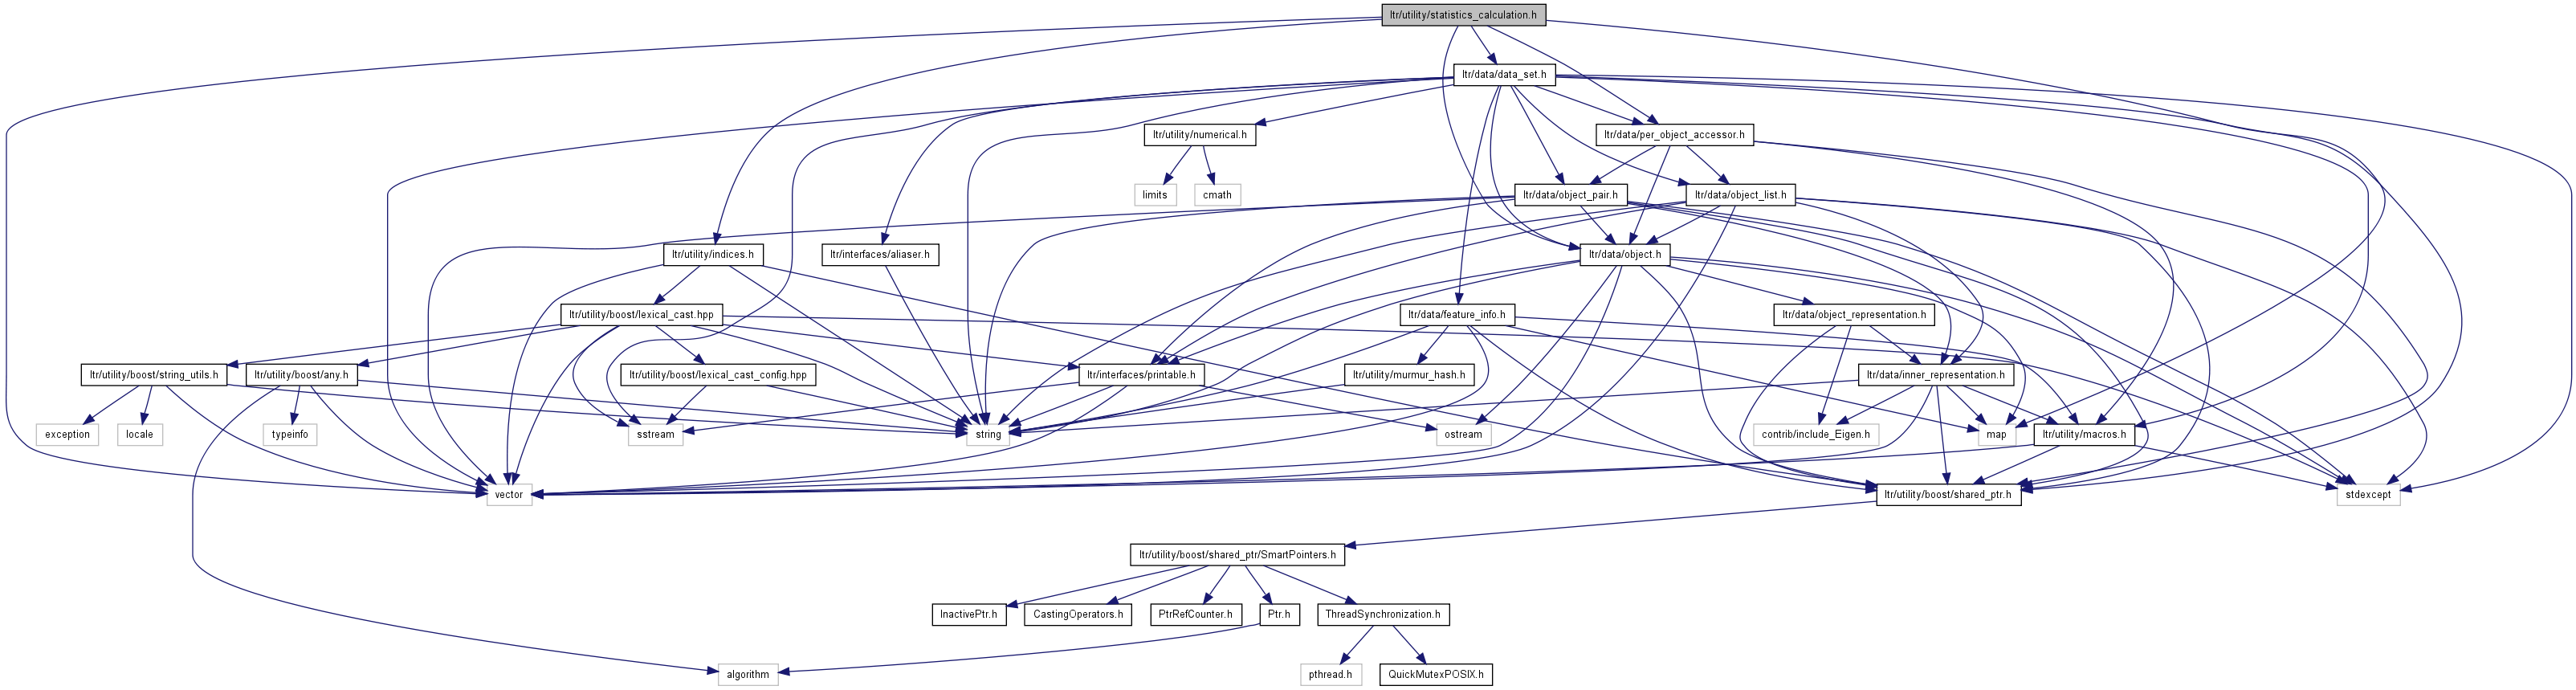 ltr/utility/statistics_calculation.h
ltr/data/data_set.h
ltr/utility/numerical.h
ltr/data/per_object_accessor.h
limits
cmath
ltr/data/object_pair.h
ltr/data/object_list.h
ltr/utility/indices.h
ltr/interfaces/aliaser.h
ltr/data/object.h
ltr/utility/boost/lexical_cast.hpp
ltr/data/feature_info.h
ltr/data/object_representation.h
ltr/utility/boost/string_utils.h
ltr/utility/boost/any.h
ltr/utility/boost/lexical_cast_config.hpp
ltr/interfaces/printable.h
ltr/utility/murmur_hash.h
ltr/data/inner_representation.h
exception
locale
typeinfo
sstream
string
ostream
contrib/include_Eigen.h
map
ltr/utility/macros.h
vector
ltr/utility/boost/shared_ptr.h
stdexcept
ltr/utility/boost/shared_ptr/SmartPointers.h
InactivePtr.h
CastingOperators.h
PtrRefCounter.h
Ptr.h
ThreadSynchronization.h
algorithm
pthread.h
QuickMutexPOSIX.h